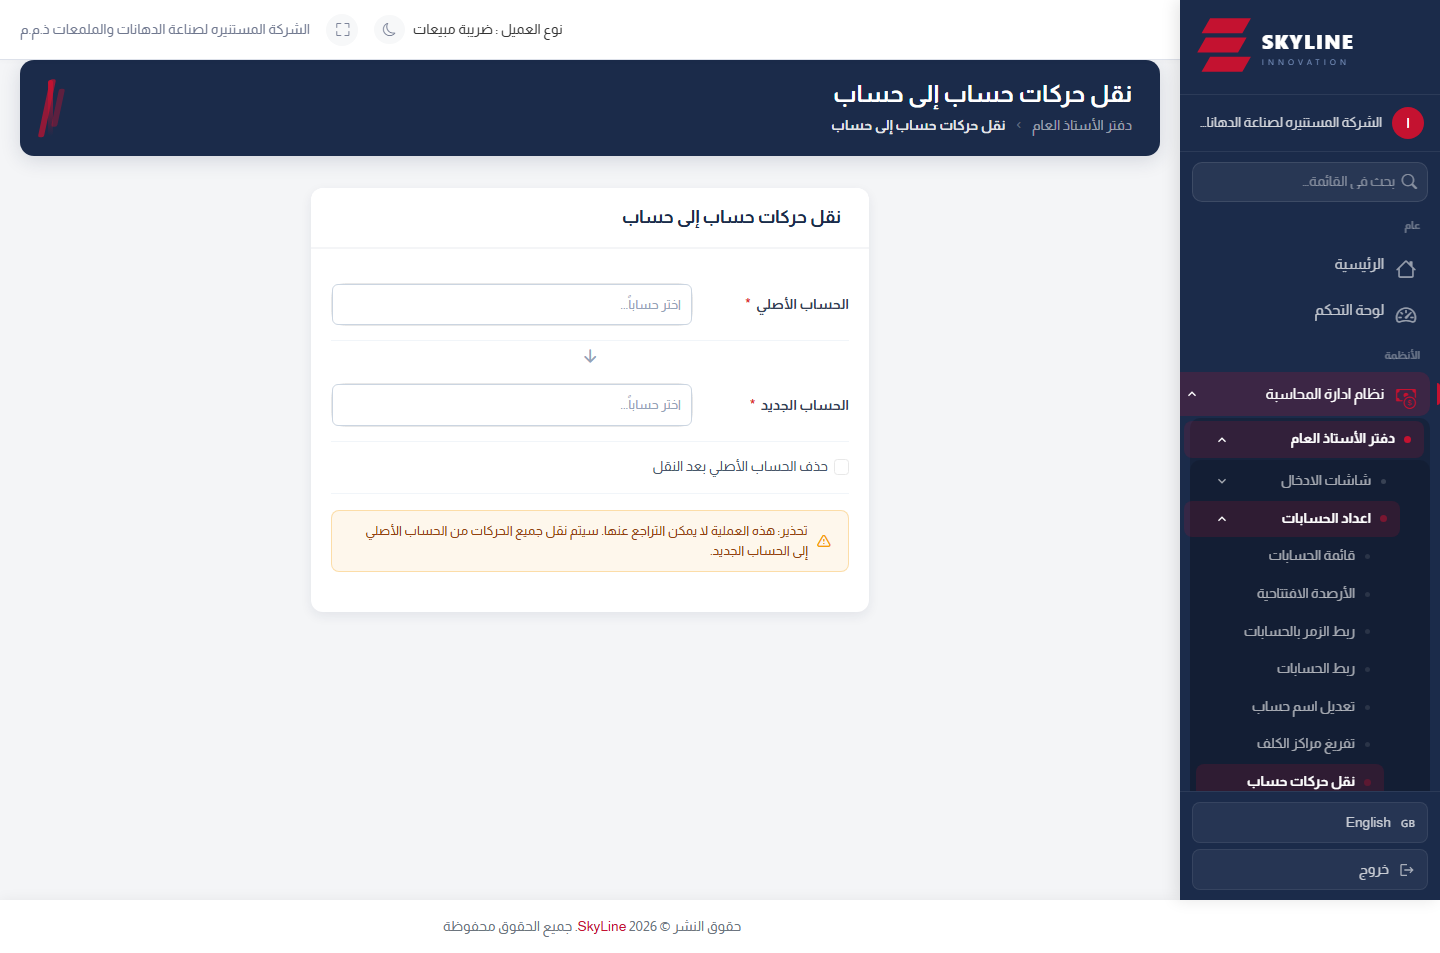 SKYLINE
INNOVATION
الشركة المستنيره لصناعة الدهانا...
بحث في القائمة...
عام
الرئيسية
لوحة التحكم
الأنظمة
نظام ادارة المحاسبة
دفتر الأستاذ العام
شاشات الادخال
اعداد الحسابات
قائمة الحسابات
الأرصدة الافتتاحية
ربط الزمر بالحسابات
ربط الحسابات
تعديل اسم حساب
تفريغ مراكز الكلف
نقل حركات حساب
GB English
خروج
نوع العميل : ضريبة مبيعات
الشركة المستنيره لصناعة الدهانات والملمعات ذ.م.م
نقل حركات حساب إلى حساب
دفتر الأستاذ العام › نقل حركات حساب إلى حساب
نقل حركات حساب إلى حساب
الحساب الأصلي *
اختر حساباً...
الحساب الجديد *
اختر حساباً...
حذف الحساب الأصلي بعد النقل
تحذير: هذه العملية لا يمكن التراجع عنها. سيتم نقل جميع الحركات من الحساب الأصلي
إلى الحساب الجديد.
حقوق النشر © 2026 SkyLine. جميع الحقوق محفوظة